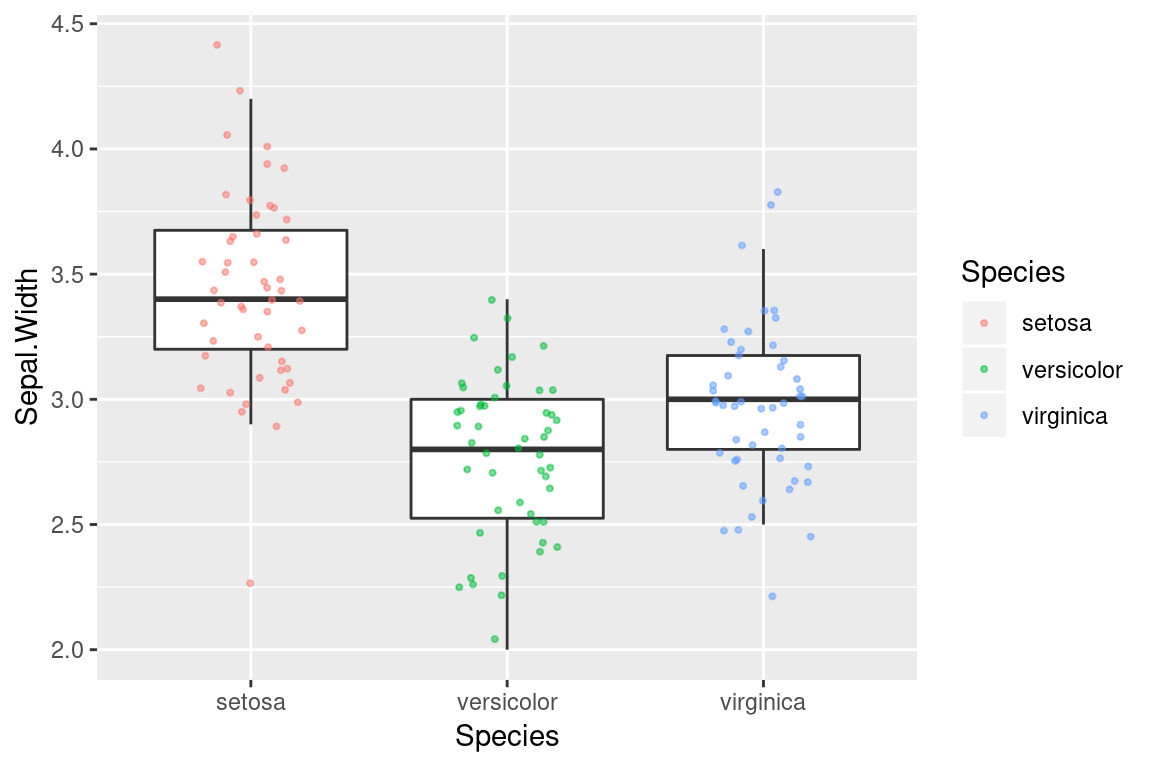 4.5
4.0
3.5
3.0
2.5
2.0
Sepal.Width
setosa
versicolor
virginica
Species
Species
setosa
versicolor
virginica